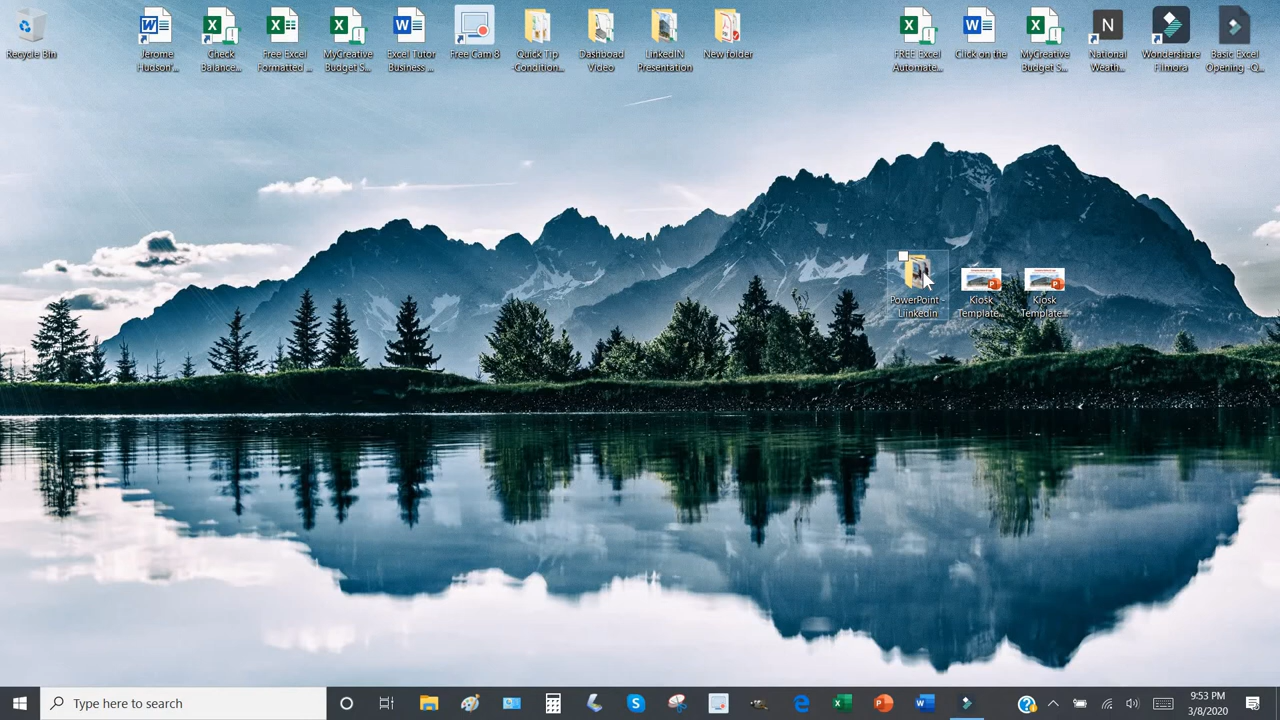 Recycle Bin
Jerome
Hudson...
Check
Balance...
Free Excel
Formatted ...
MyCreative
Budget S...
Excel Tutor
Business ...
Free Cam 8
Quick Tip
-Condition...
Dashboad
Video
LinkedIN
Presentation
New folder
FREE Excel
Automate...
Click on the
MyCreative
Budget S...
N
National
Weath...
Wondershare
Filmora
Basic Excel
Opening -Q...
PowerPoint -
Linkedin
Kiosk
Template...
Kiosk
Template...
Type here to search
9:53 PM
3/8/2020